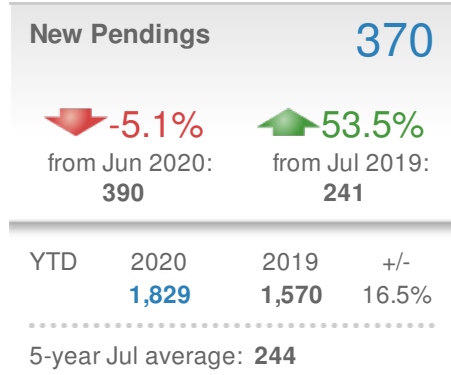 New Pendings 370
-5.1% 53.5%
from Jun 2020: from Jul 2019:
390 241
YTD 2020 2019 +/-
1,829 1,570 16.5%
5-year Jul average: 244